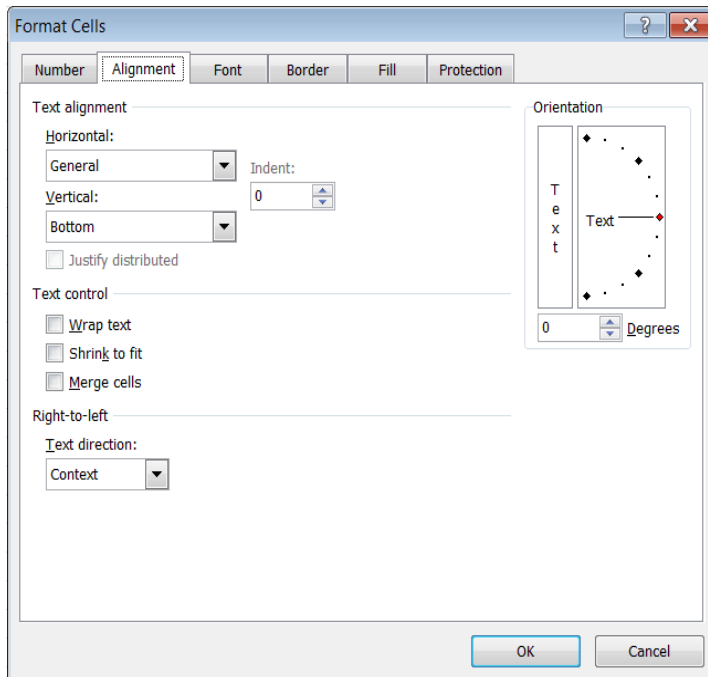 Format Cells
Number Alignment Font Border Fill Protection
Text alignment
Horizontal:
General
Indent:
Vertical:
0
Bottom
Justify distributed
Text control
Wrap text
Shrink to fit
Merge cells
Right-to-left
Text direction:
Context
Orientation
Text
Text
0 Degrees
OK Cancel